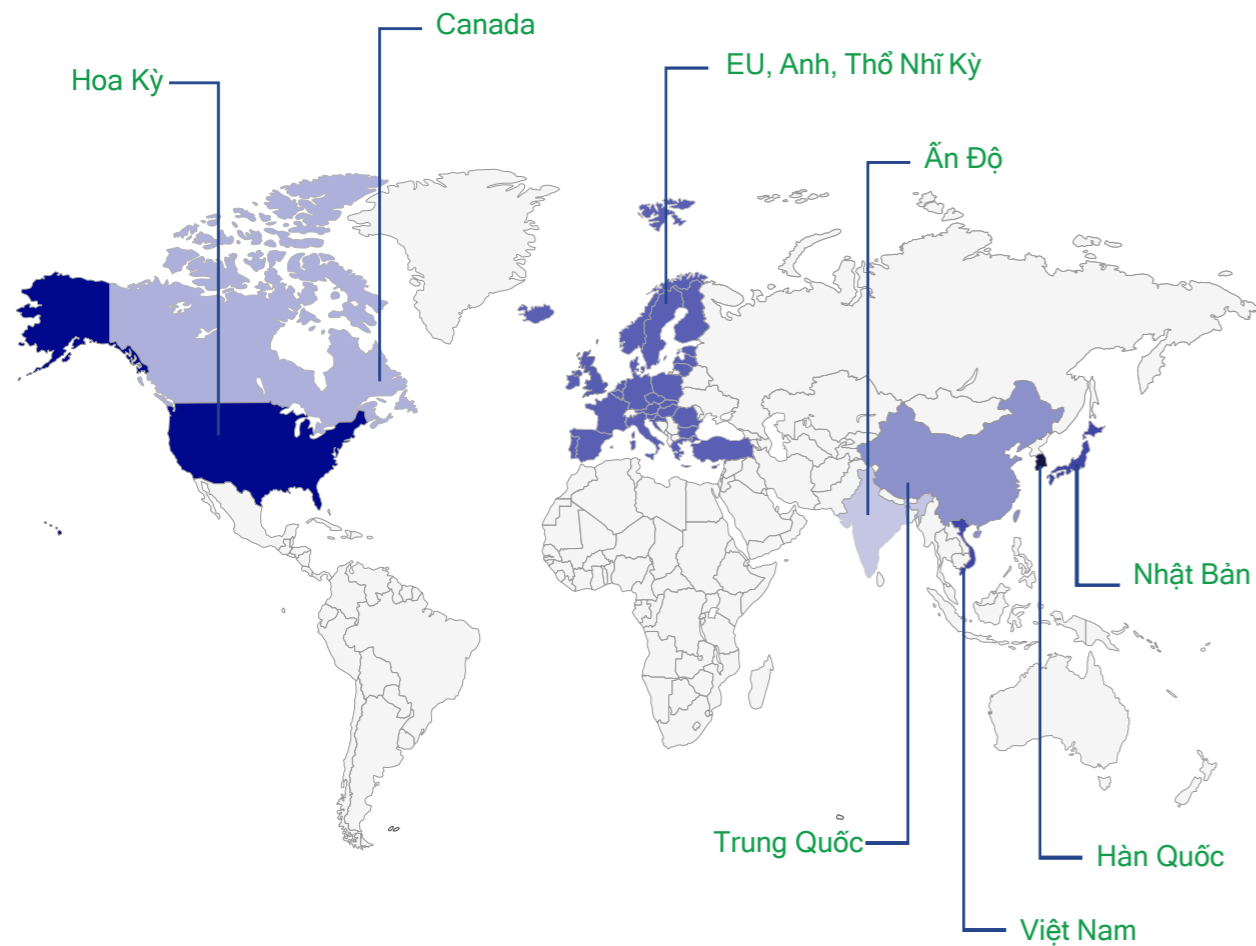 Canada
Hoa Kỳ
EU, Anh, Thổ Nhĩ Kỳ
Ấn Độ
Nhật Bản
Trung Quốc
Hàn Quốc
Việt Nam